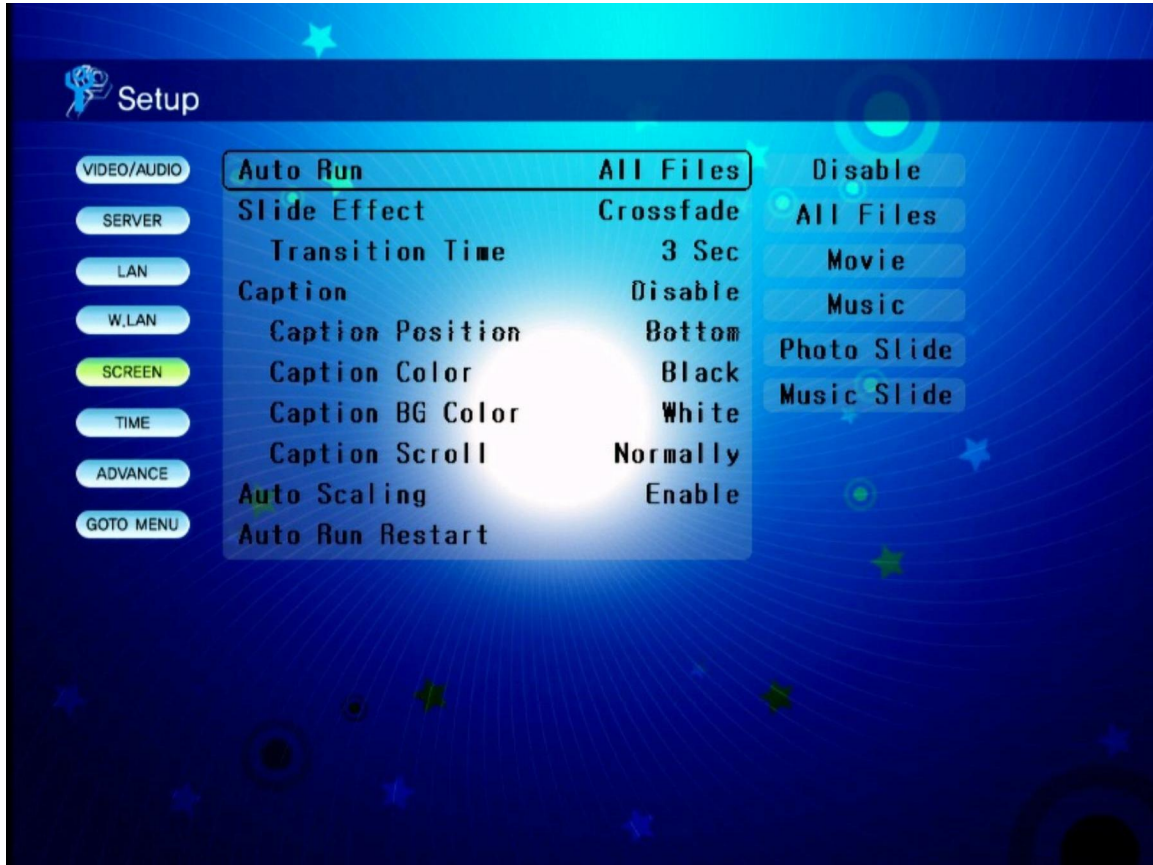 Setup
VIDEO/AUDIO
SERVER
LAN
W.LAN
SCREEN
TIME
ADVANCE
GOTO MENU
Auto Run All Files
Slide Effect Crossfade
Transition Time 3 Sec
Caption Disable
Caption Position Bottom
Caption Color Black
Caption BG Color White
Caption Scroll Normally
Auto Scaling Enable
Auto Run Restart
Disable
All Files
Movie
Music
Photo Slide
Music Slide